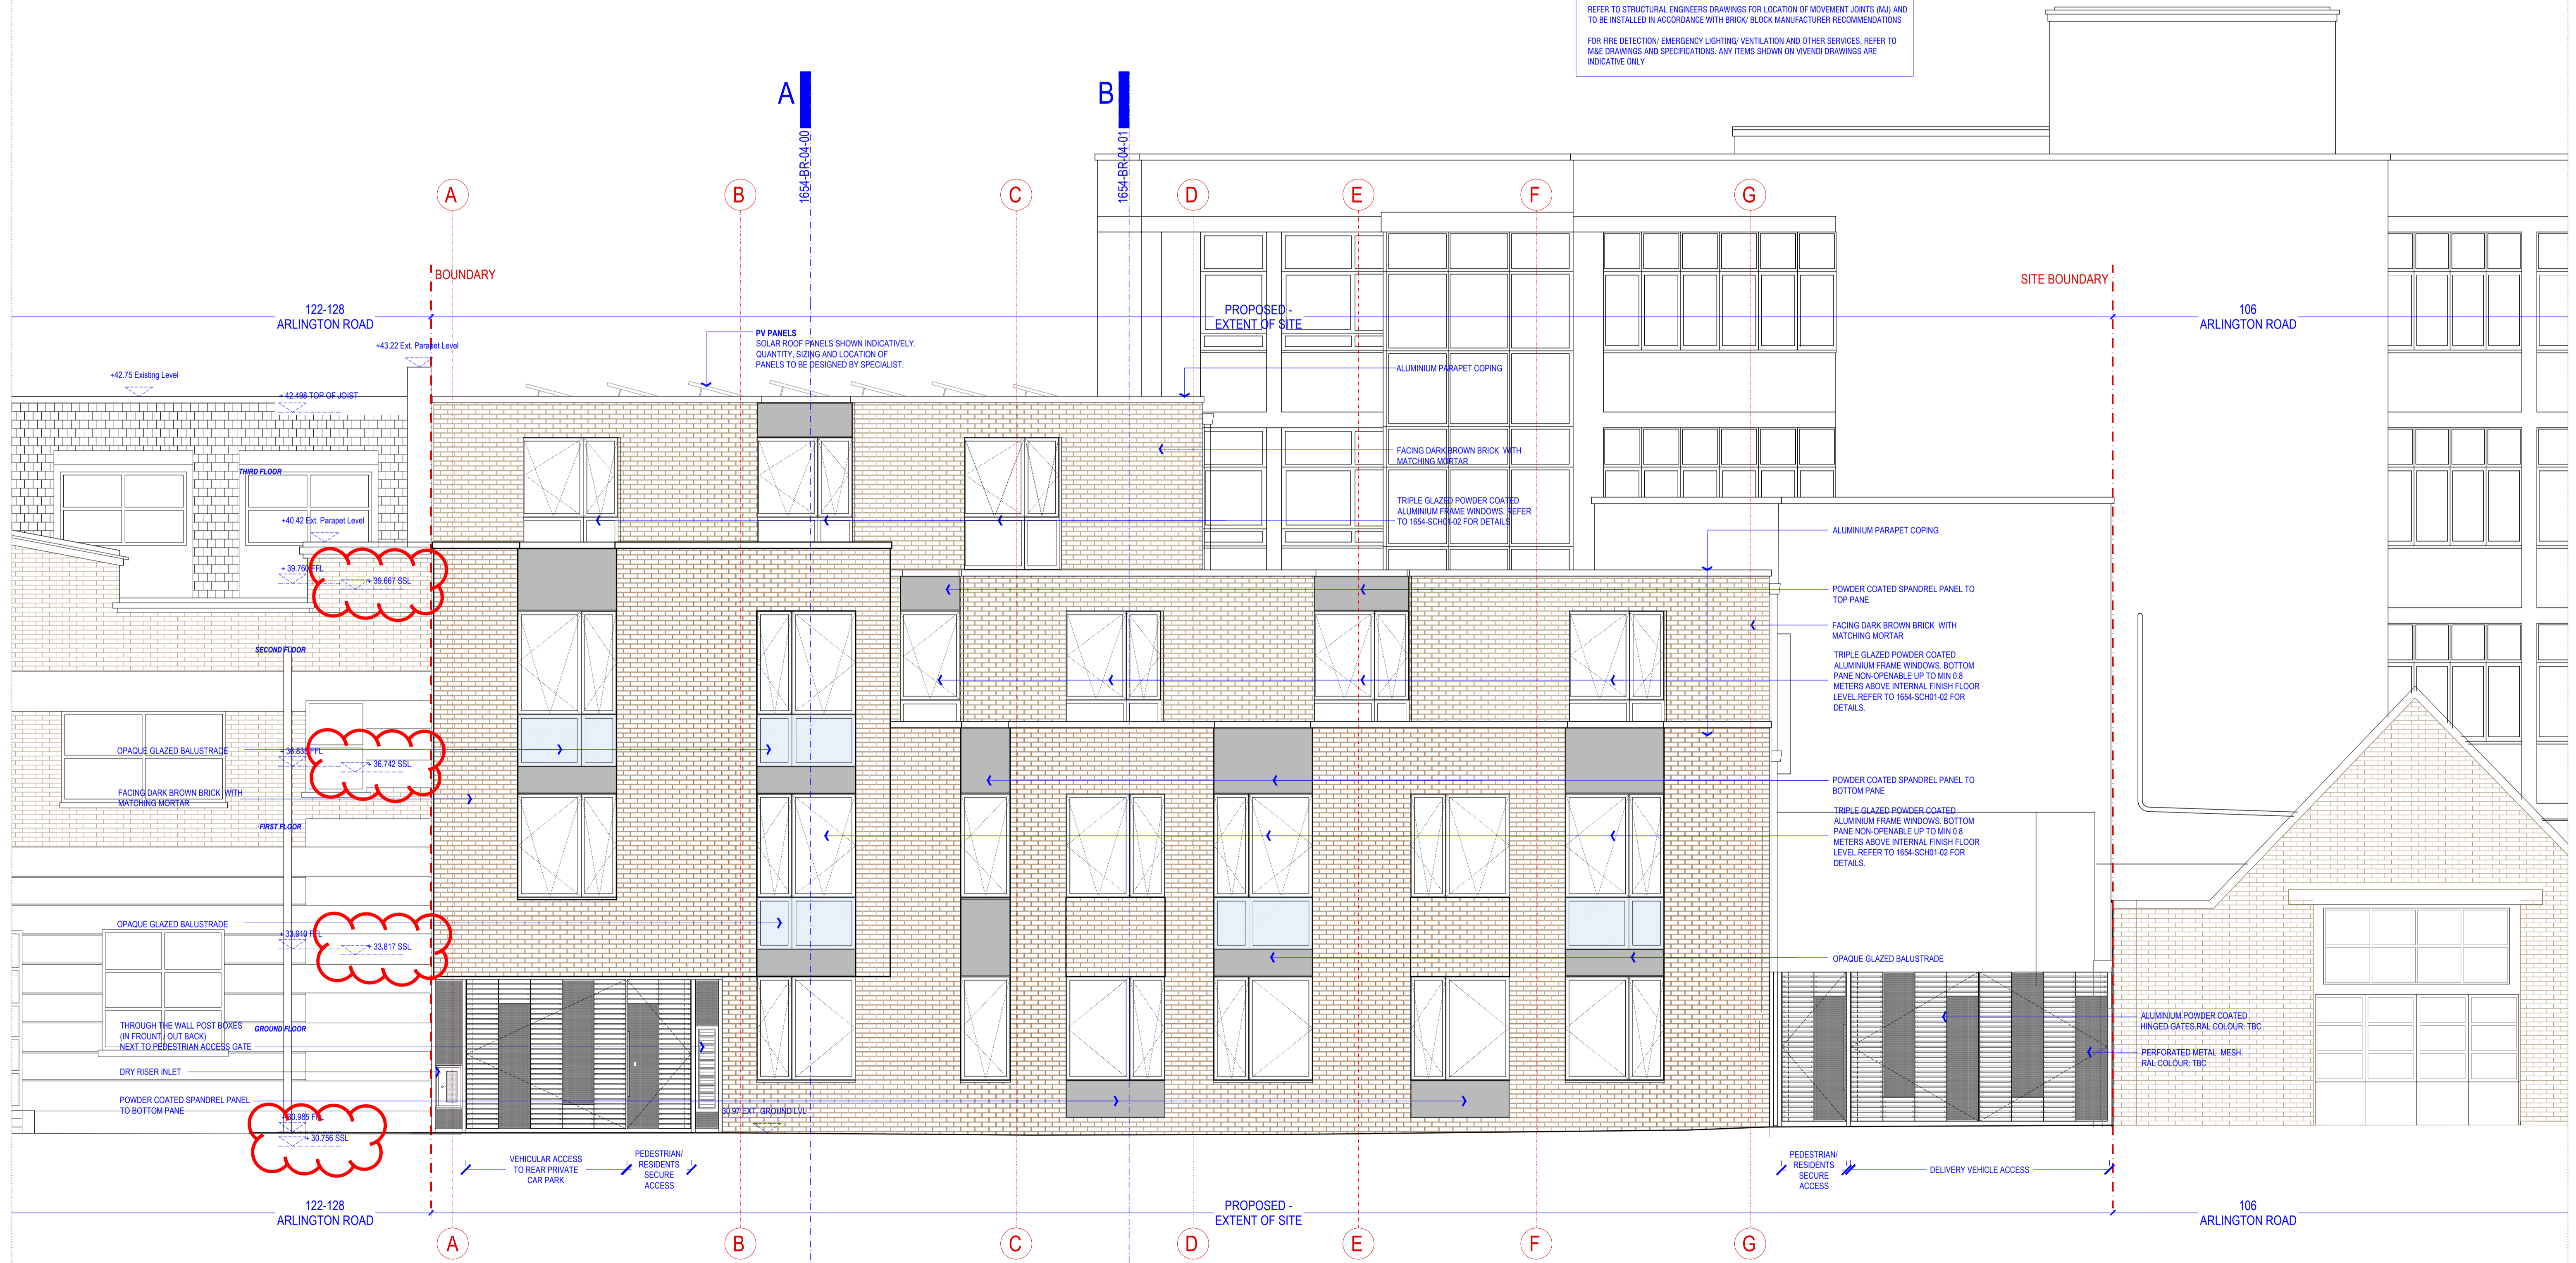 REFER TO STRUCTURAL ENGINEERS DRAWINGS FOR LOCATION OF MOVEMENT JOINTS (MJ) AND
TO BE INSTALLED IN ACCORDANCE WITH BRICK/ BLOCK MANUFACTURER RECOMMENDATIONS
FOR FIRE DETECTION/ EMERGENCY LIGHTING/ VENTILATION AND OTHER SERVICES, REFER TO
M&E DRAWINGS AND SPECIFICATIONS. ANY ITEMS SHOWN ON VIVENDI DRAWINGS ARE
INDICATIVE ONLY
A
1654-BR-04-00
B
1654-BR-04-01
A
B
C
D
E
F
G
BOUNDARY
SITE BOUNDARY
122-128
ARLINGTON ROAD
PROPOSED -
EXTENT OF SITE
106
ARLINGTON ROAD
PV PANELS
SOLAR ROOF PANELS SHOWN INDICATIVELY.
QUANTITY, SIZING AND LOCATION OF
PANELS TO BE DESIGNED BY SPECIALIST.
+43.22 Ext. Parapet Level
+42.75 Existing Level
+ 42.498 TOP OF JOIST
THIRD FLOOR
+40.42 Ext. Parapet Level
+ 39.760 FFL
+ 39.667 SSL
SECOND FLOOR
OPAQUE GLAZED BALUSTRADE
+ 36.835 FFL
+ 36.742 SSL
FACING DARK BROWN BRICK WITH
MATCHING MORTAR
FIRST FLOOR
OPAQUE GLAZED BALUSTRADE
+ 33.910 FFL
+ 33.817 SSL
THROUGH THE WALL POST BOXES
(IN FROUNT / OUT BACK)
NEXT TO PEDESTRIAN ACCESS GATE
GROUND FLOOR
DRY RISER INLET
POWDER COATED SPANDREL PANEL
TO BOTTOM PANE
+ 30.985 FFL
+ 30.756 SSL
30.97 EXT. GROUND LVL
ALUMINIUM PARAPET COPING
FACING DARK BROWN BRICK WITH
MATCHING MORTAR
TRIPLE GLAZED POWDER COATED
ALUMINIUM FRAME WINDOWS. REFER
TO 1654-SCH01-02 FOR DETAILS.
ALUMINIUM PARAPET COPING
POWDER COATED SPANDREL PANEL TO
TOP PANE
FACING DARK BROWN BRICK WITH
MATCHING MORTAR
TRIPLE GLAZED POWDER COATED
ALUMINIUM FRAME WINDOWS. BOTTOM
PANE NON-OPENABLE UP TO MIN 0.8
METERS ABOVE INTERNAL FINISH FLOOR
LEVEL.REFER TO 1654-SCH01-02 FOR
DETAILS.
POWDER COATED SPANDREL PANEL TO
BOTTOM PANE
TRIPLE GLAZED POWDER COATED
ALUMINIUM FRAME WINDOWS. BOTTOM
PANE NON-OPENABLE UP TO MIN 0.8
METERS ABOVE INTERNAL FINISH FLOOR
LEVEL.REFER TO 1654-SCH01-02 FOR
DETAILS.
OPAQUE GLAZED BALUSTRADE
ALUMINIUM POWDER COATED
HINGED GATES.RAL COLOUR: TBC
PERFORATED METAL MESH.
RAL COLOUR: TBC
VEHICULAR ACCESS
TO REAR PRIVATE
CAR PARK
PEDESTRIAN/
RESIDENTS
SECURE
ACCESS
PEDESTRIAN/
RESIDENTS
SECURE
ACCESS
DELIVERY VEHICLE ACCESS
122-128
ARLINGTON ROAD
PROPOSED -
EXTENT OF SITE
106
ARLINGTON ROAD
A
B
C
D
E
F
G